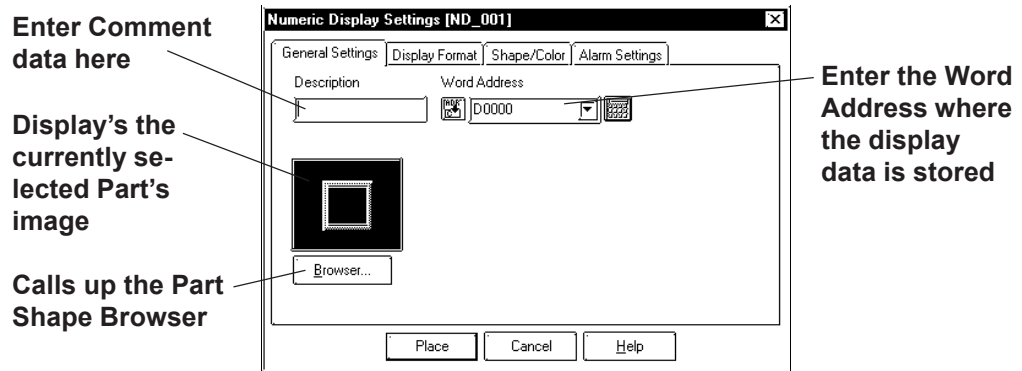 Enter Comment
data here
Display's the
currently se-
lected Part's
image
Calls up the Part
Shape Browser
Numeric Display Settings [ND_001]
General Settings Display Format Shape/Color Alarm Settings
Description Word Address
D0000
Browser...
Place Cancel Help
Enter the Word
Address where
the display
data is stored